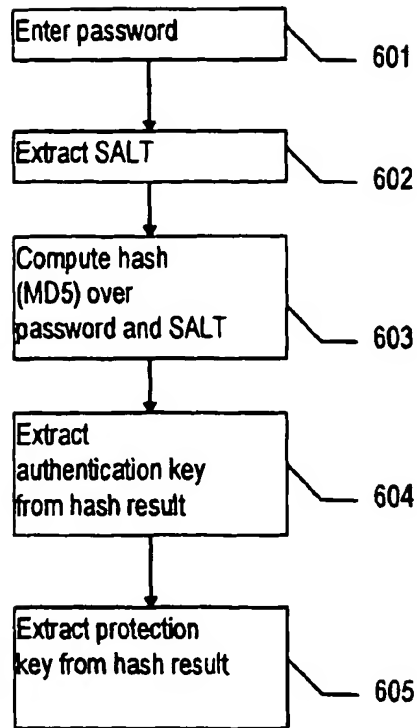 Enter password
601
Extract SALT
602
Compute hash
(MD5) over
password and SALT
603
Extract
authentication key
from hash result
604
Extract protection
key from hash result
605